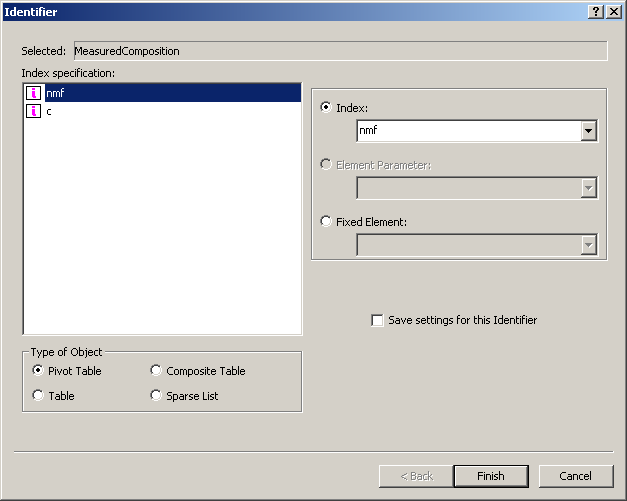 Identifier
Selected: MeasuredComposition
Index specification:
nmf
c
Index:
nmf
Element Parameter:
Fixed Element:
Save settings for this Identifier
Type of Object
Pivot Table
Composite Table
Table
Sparse List
< Back
Finish
Cancel